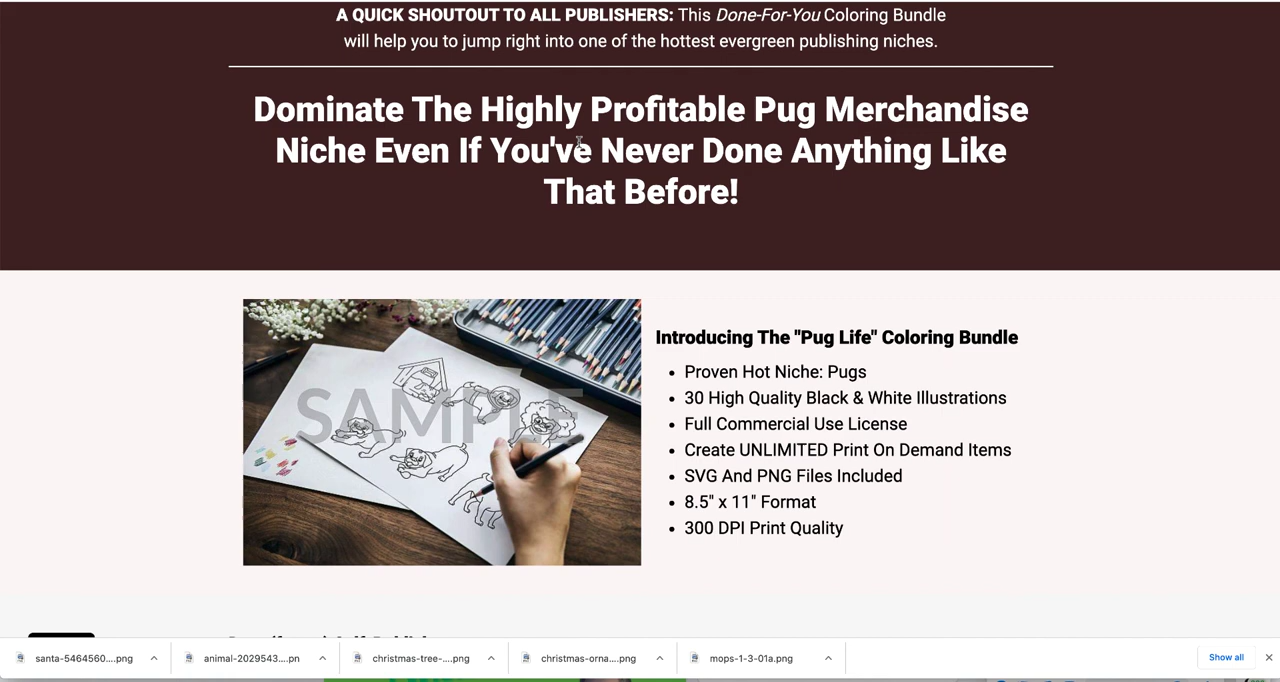 A QUICK SHOUTOUT TO ALL PUBLISHERS: This Done-For-You Coloring Bundle
will help you to jump right into one of the hottest evergreen publishing niches.
Dominate The Highly Profitable Pug Merchandise
Niche Even If You've Never Done Anything Like
That Before!
SAMPLE
Introducing The "Pug Life" Coloring Bundle
Proven Hot Niche: Pugs
30 High Quality Black & White Illustrations
Full Commercial Use License
Create UNLIMITED Print On Demand Items
SVG And PNG Files Included
8.5" x 11" Format
300 DPI Print Quality
santa-5464560....png
animal-2029543....pn
christmas-tree-....png
christmas-orna....png
mops-1-3-01a.png
Show all